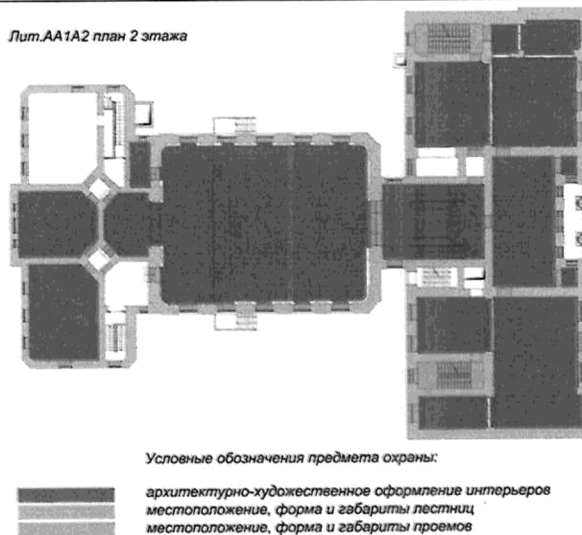 Лит.АА1А2 план 2 этажа
Условные обозначения предмета охраны:
архитектурно-художественное оформление интерьеров
местоположение, форма и габариты лестниц
местоположение, форма и габариты проемов